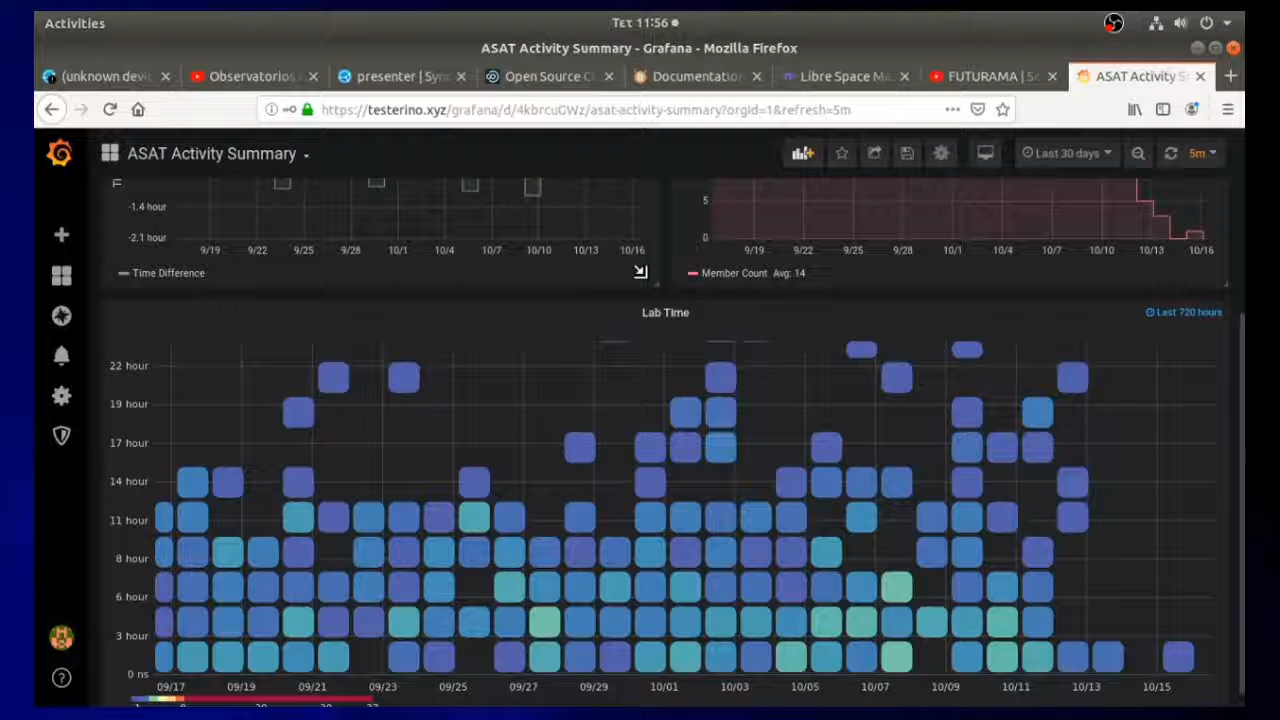 Activities
Τετ 11:56
ASAT Activity Summary - Grafana - Mozilla Firefox
(unknown dev
Observatorios
presenter | Syn
Open Source C
Documentation
Libre Space Ma
FUTURAMA | S
ASAT Activity S
https://testerino.xyz/grafana/d/4kbrcuGWz/asat-activity-summary?orgId=1&refresh=5m
ASAT Activity Summary
Last 30 days
5m
-1.4 hour
-2.1 hour
9/19 9/22 9/25 9/28 10/1 10/4 10/7 10/10 10/13 10/16
Time Difference
5
0
9/19 9/22 9/25 9/28 10/1 10/4 10/7 10/10 10/13 10/16
Member Count Avg: 14
Lab Time
Last 720 hours
22 hour
19 hour
17 hour
14 hour
11 hour
8 hour
6 hour
3 hour
0 ns
09/17 09/19 09/21 09/23 09/25 09/27 09/29 10/01 10/03 10/05 10/07 10/09 10/11 10/13 10/15